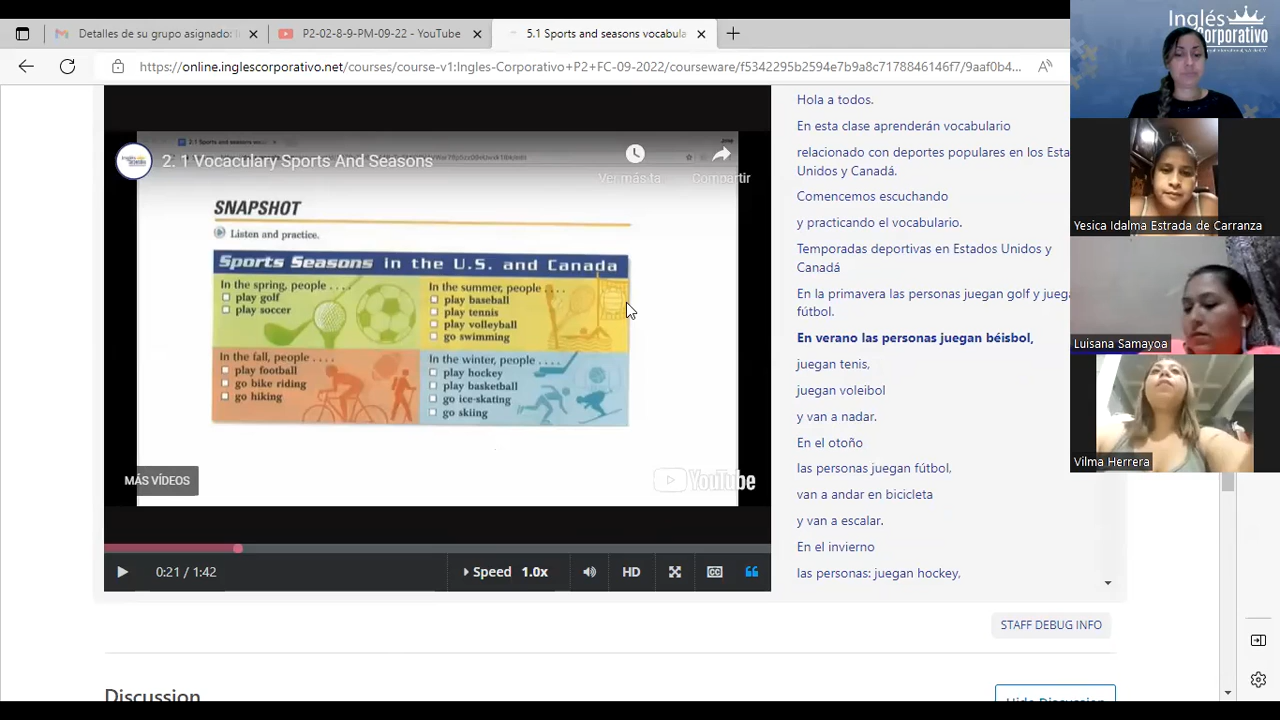 Detalles de su grupo asignado: I
P2-02-8-9-PM-09-22 - YouTube
5.1 Sports and seasons vocabula
https://online.inglescorporativo.net/courses/course-v1:Ingles-Corporativo+P2+FC-09-2022/courseware/f5342295b2594e7b9a8c7178846146f7/9aaf0b4...
2. 1 Vocaculary Sports And Seasons
Ver más ta
Compartir
SNAPSHOT
Listen and practice.
Sports Seasons in the U.S. and Canada
In the spring, people . . . .
play golf
play soccer
In the summer, people . . . .
play baseball
play tennis
play volleyball
go swimming
In the fall, people . . . .
play football
go bike riding
go hiking
In the winter, people . . . .
play hockey
play basketball
go ice-skating
go skiing
MÁS VÍDEOS
YouTube
0:21 / 1:42
Speed 1.0x
HD
CC
Hola a todos.
En esta clase aprenderán vocabulario
relacionado con deportes populares en los Esta
Unidos y Canadá.
Comencemos escuchando
y practicando el vocabulario.
Temporadas deportivas en Estados Unidos y
Canadá
En la primavera las personas juegan golf y jueg
fútbol.
En verano las personas juegan béisbol,
juegan tenis,
juegan voleibol
y van a nadar.
En el otoño
las personas juegan fútbol,
van a andar en bicicleta
y van a escalar.
En el invierno
las personas: juegan hockey,
STAFF DEBUG INFO
Discussion
Hide Discussion
Inglés
Corporativo
Yesica Idalma Estrada de Carranza
Luisana Samayoa
Vilma Herrera